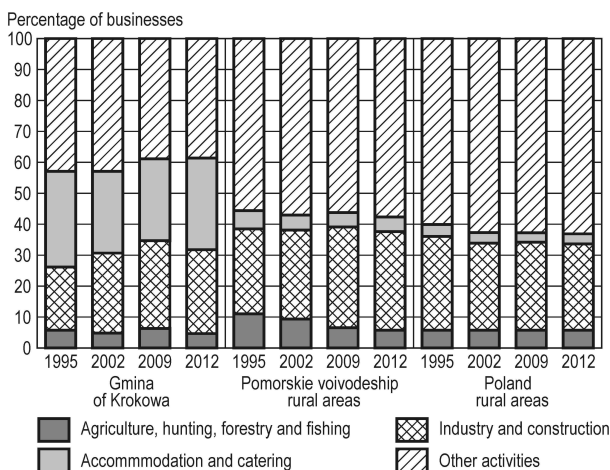 Percentage of businesses
100
90
80
70
60
50
40
30
20
10
0
1995 2002 2009 2012 1995 2002 2009 2012 1995 2002 2009 2012
Gmina of Krokowa
Pomorskie voivodeship rural areas
Poland rural areas
Agriculture, hunting, forestry and fishing
Industry and construction
Accommmodation and catering
Other activities